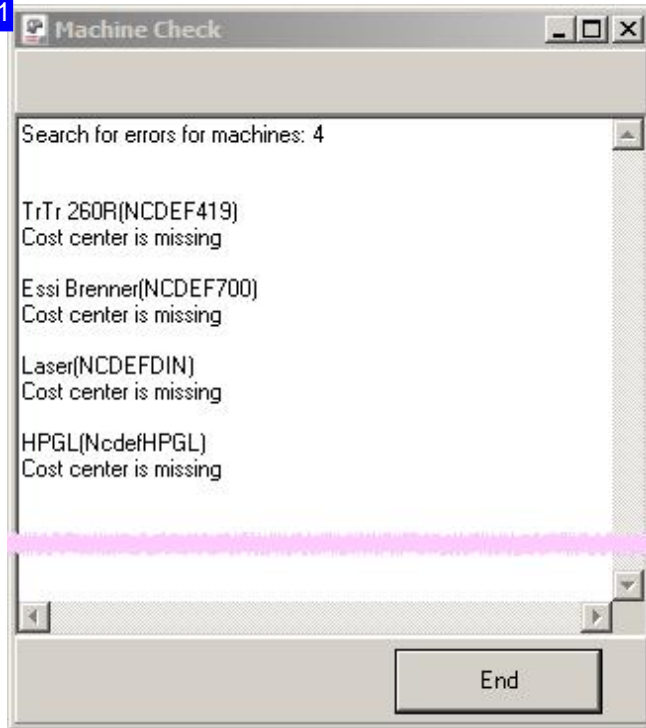 1
Machine Check
Search for errors for machines: 4
TrTr 260R(NCDEF419)
Cost center is missing
Essi Brenner(NCDEF700)
Cost center is missing
Laser(NCDEFDIN)
Cost center is missing
HPGL(NcdefHPGL)
Cost center is missing
End